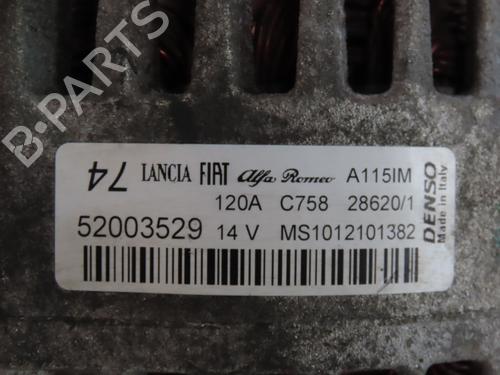 B-PARTS
74 LANCIA FIAT Alfa Romeo A115IM
120A C758 28620/1
52003529 14 V MS1012101382
DENSO
Made in Italy